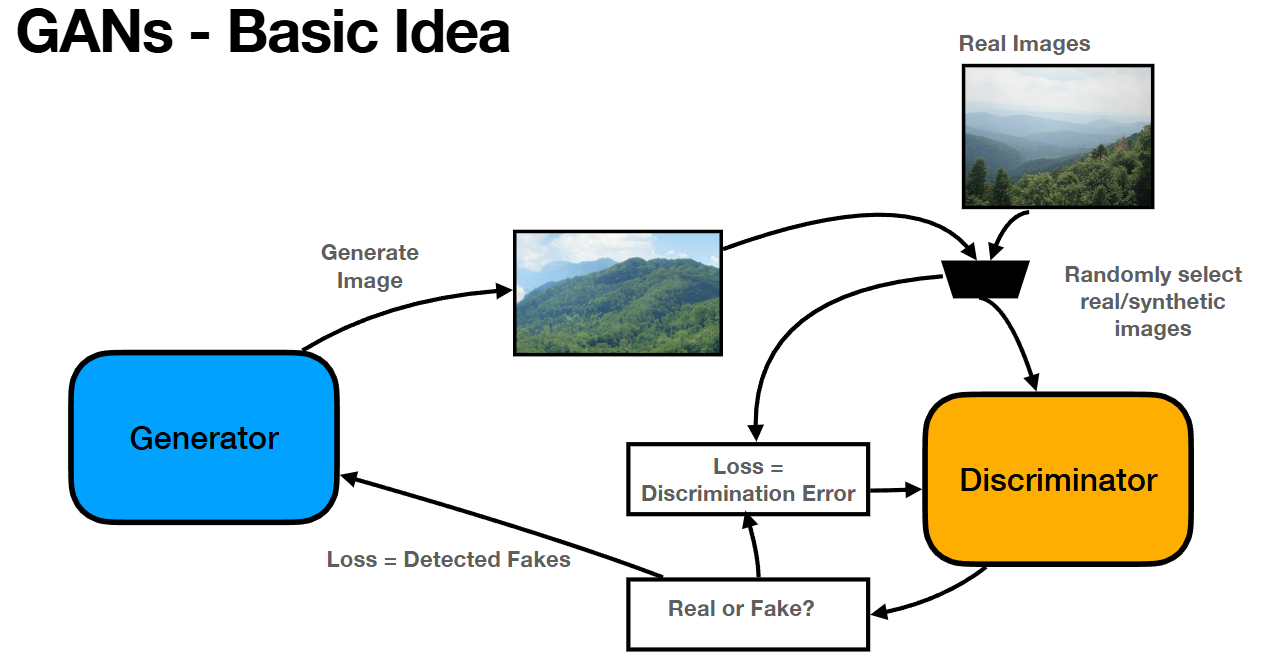 GANs - Basic Idea
Real Images
Generate
Image
Randomly select
real/synthetic
images
Generator
Loss =
Discrimination Error
Discriminator
Loss = Detected Fakes
Real or Fake?